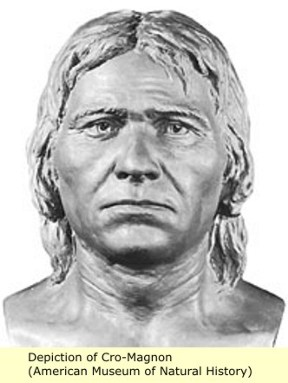 Depiction of Cro-Magnon
(American Museum of Natural History)